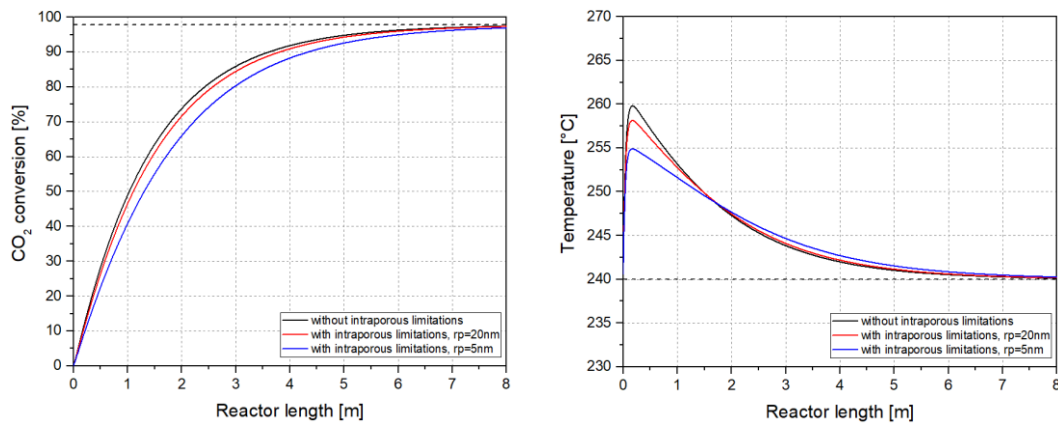 100
90
80
70
60
50
40
30
20
10
0
CO2 conversion [%]
0 1 2 3 4 5 6 7 8
Reactor length [m]
without intraporous limitations
with intraporous limitations, rp=20nm
with intraporous limitations, rp=5nm
270
260
255
250
245
240
235
230
Temperature [°C]
0 1 2 3 4 5 6 7 8
Reactor length [m]
without intraporous limitations
with intraporous limitations, rp=20nm
with intraporous limitations, rp=5nm